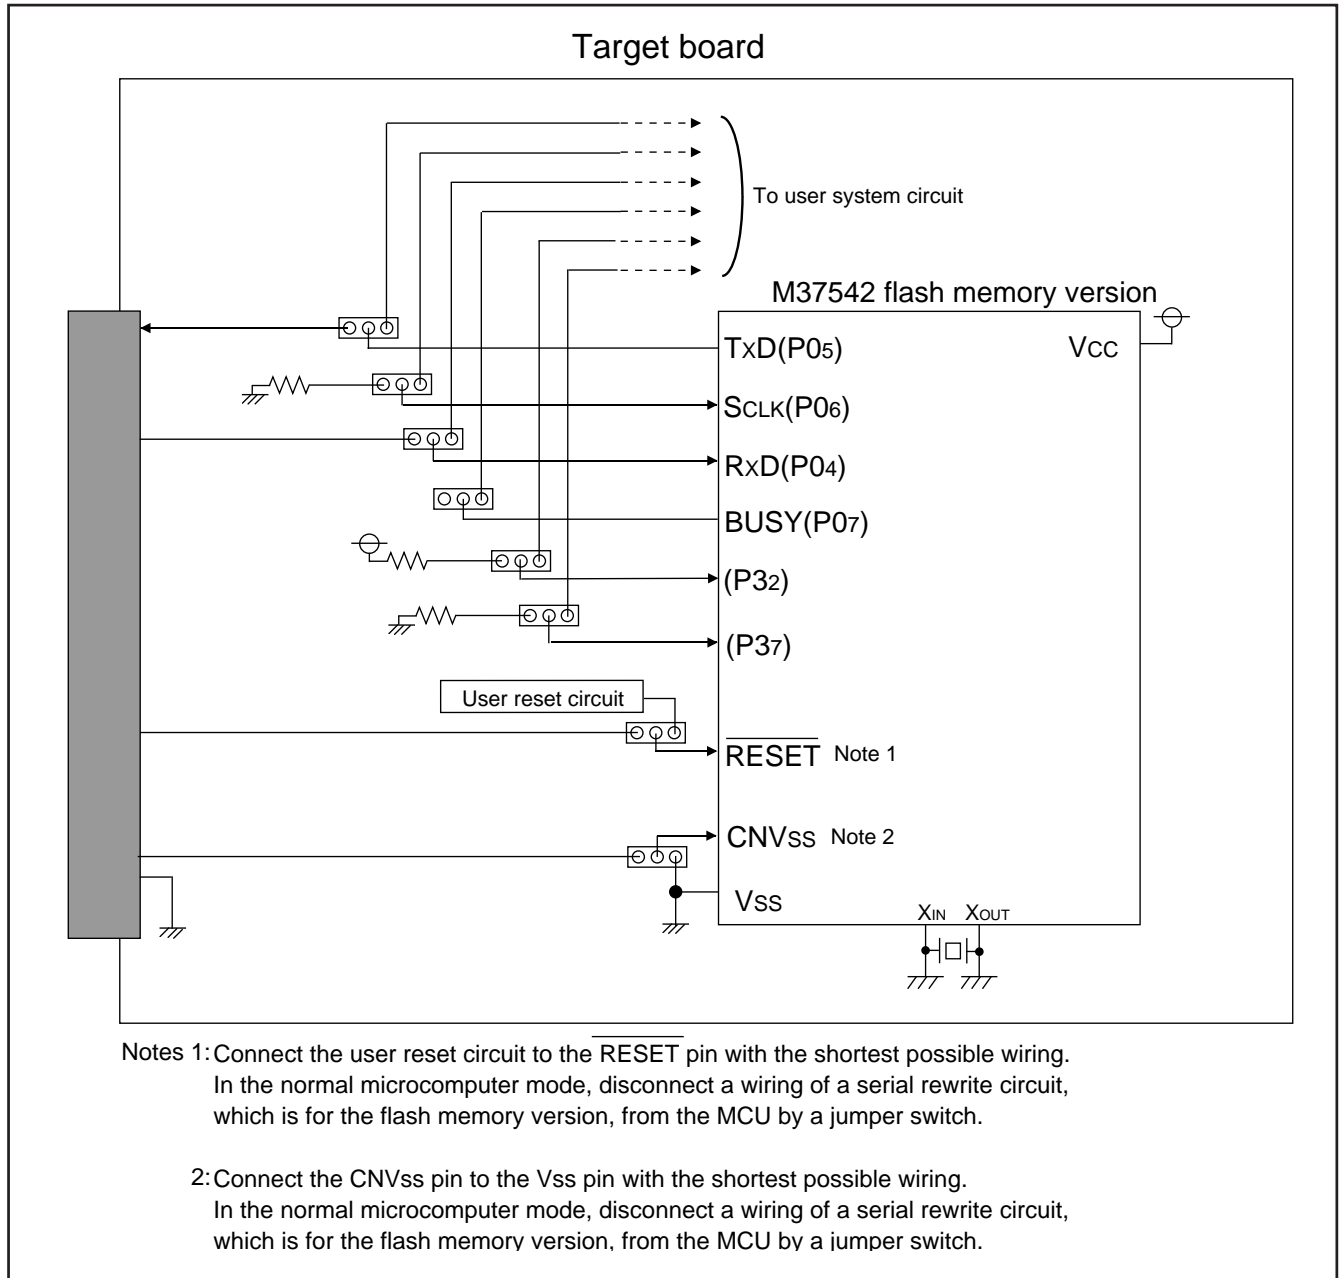 Target board
To user system circuit
M37542 flash memory version
TxD(P05)
VCC
SCLK(P06)
RxD(P04)
BUSY(P07)
(P32)
(P37)
User reset circuit
RESET Note 1
CNVss Note 2
Vss
XIN XOUT
Notes 1: Connect the user reset circuit to the RESET pin with the shortest possible wiring.
In the normal microcomputer mode, disconnect a wiring of a serial rewrite circuit,
which is for the flash memory version, from the MCU by a jumper switch.
2: Connect the CNVss pin to the Vss pin with the shortest possible wiring.
In the normal microcomputer mode, disconnect a wiring of a serial rewrite circuit,
which is for the flash memory version, from the MCU by a jumper switch.